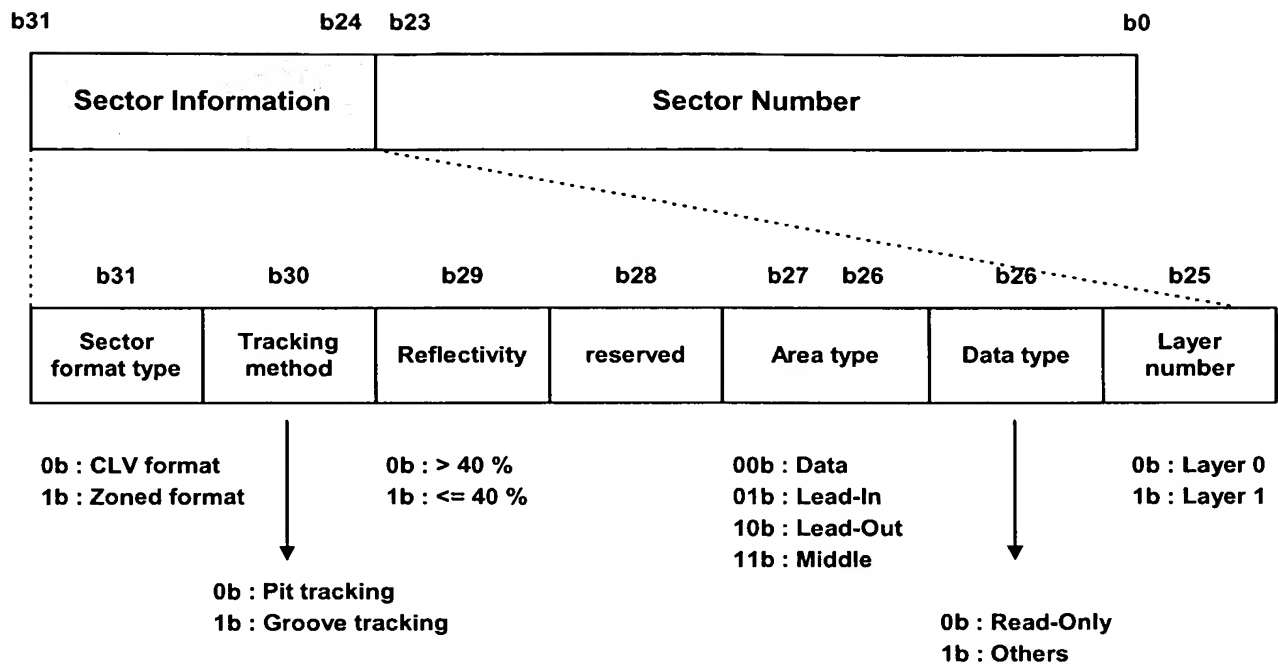 b31 b24 b23 b0
Sector Information Sector Number
b31 b30 b29 b28 b27 b26 b26 b25
Sector format type Tracking method Reflectivity reserved Area type Data type Layer number
0b : CLV format
1b : Zoned format
0b : > 40 %
1b : <= 40 %
00b : Data
01b : Lead-In
10b : Lead-Out
11b : Middle
0b : Layer 0
1b : Layer 1
0b : Pit tracking
1b : Groove tracking
0b : Read-Only
1b : Others